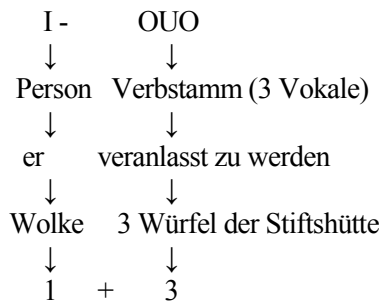 I - OUO
↓ ↓
Person Verbstamm (3 Vokale)
↓ ↓
er veranlasst zu werden
↓ ↓
Wolke 3 Würfel der Stiftshütte
↓ ↓
1 + 3